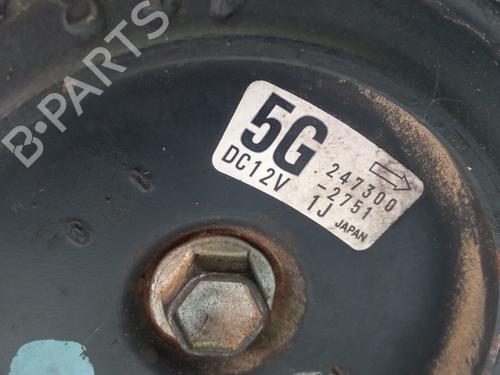 B-PARTS
5G
DC12V
247300
-2751
1J
JAPAN